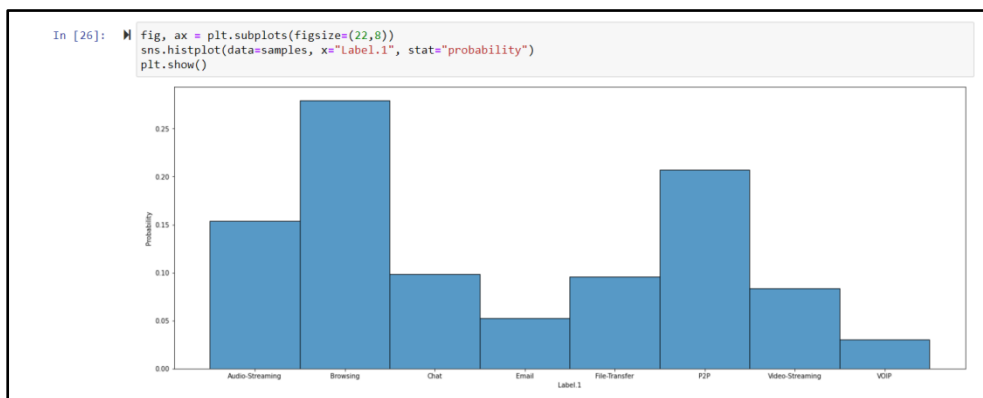 In [26]: fig, ax = plt.subplots(figsize=(22,8))
sns.histplot(data=samples, x="Label.1", stat="probability")
plt.show()
0.25
0.20
0.15
0.10
0.05
0.00
Probability
Audio-Streaming Browsing Chat Email File-Transfer P2P Video-Streaming VOIP
Label.1